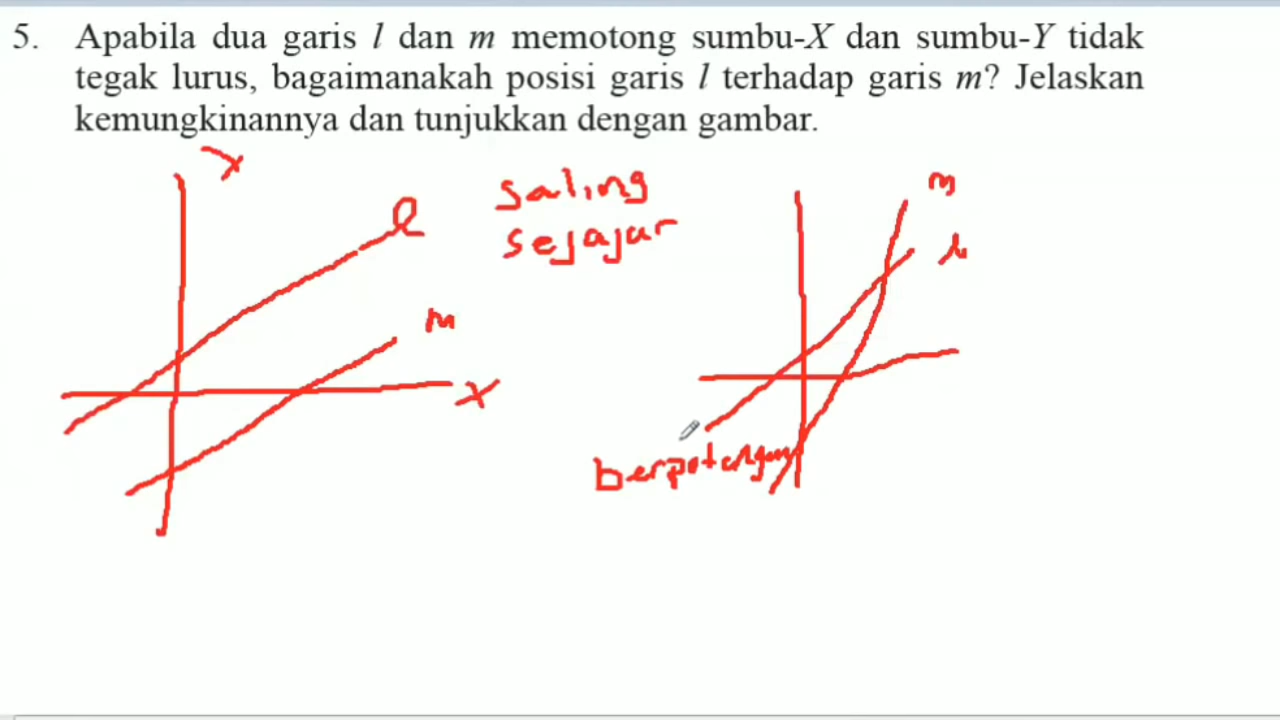 5. Apabila dua garis l dan m memotong sumbu-X dan sumbu-Y tidak
tegak lurus, bagaimanakah posisi garis l terhadap garis m? Jelaskan
kemungkinannya dan tunjukkan dengan gambar.
l
m
x
saling
sejajar
m
berpotongan